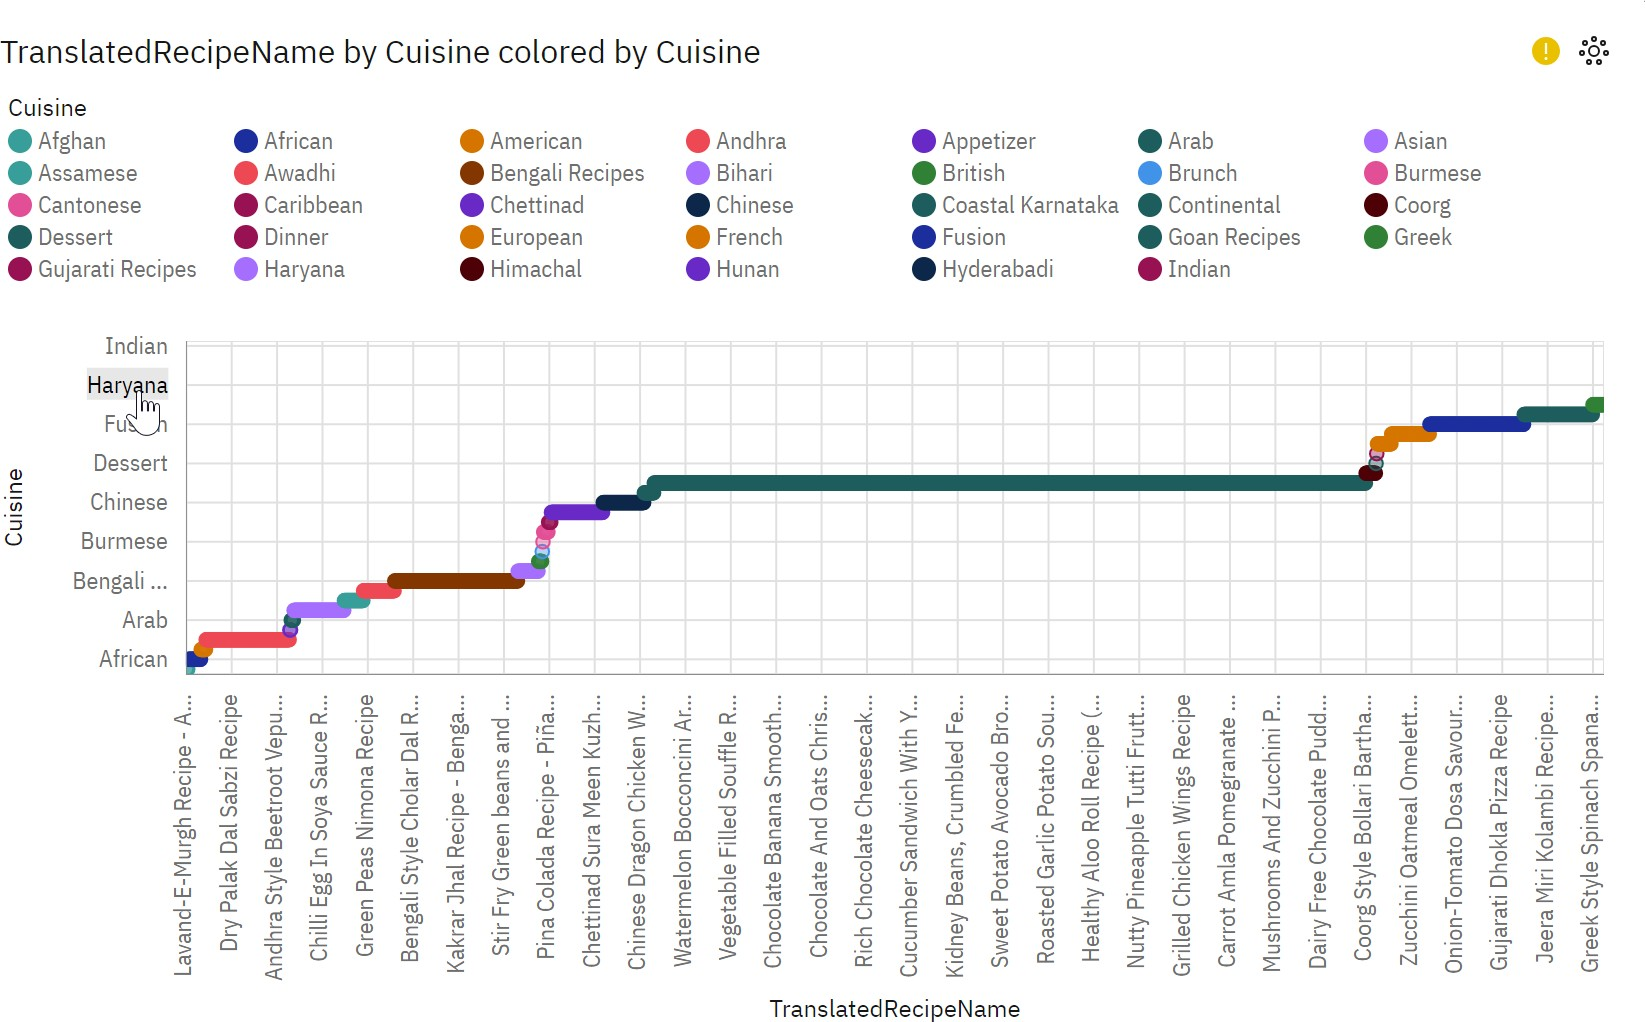 TranslatedRecipeName by Cuisine colored by Cuisine
!
Cuisine
Afghan African American Andhra Appetizer Arab Asian
Assamese Awadhi Bengali Recipes Bihari British Brunch Burmese
Cantonese Caribbean Chettinad Chinese Coastal Karnataka Continental Coorg
Dessert Dinner European French Fusion Goan Recipes Greek
Gujarati Recipes Haryana Himachal Hunan Hyderabadi Indian
Cuisine
Indian
Haryana
Dessert
Chinese
Burmese
Bengali ...
Arab
African
Lavand-E-Murgh Recipe - A...
Dry Palak Dal Sabzi Recipe
Andhra Style Beetroot Vepu...
Chilli Egg In Soya Sauce R...
Green Peas Nimona Recipe
Bengali Style Cholar Dal R...
Kakrar Jhal Recipe - Benga...
Stir Fry Green beans and ...
Pina Colada Recipe - Piña...
Chettinad Sura Meen Kuzh...
Chinese Dragon Chicken W...
Watermelon Bocconcini Ar...
Vegetable Filled Souffle R...
Chocolate Banana Smooth...
Chocolate And Oats Chris...
Rich Chocolate Cheesecak...
Cucumber Sandwich With Y...
Kidney Beans, Crumbled Fe...
Sweet Potato Avocado Bro...
Roasted Garlic Potato Sou...
Healthy Aloo Roll Recipe (...
Nutty Pineapple Tutti Frutt...
Grilled Chicken Wings Recipe
Carrot Amla Pomegranate ...
Mushrooms And Zucchini P...
Dairy Free Chocolate Pudd...
Coorg Style Bollari Bartha...
Zucchini Oatmeal Omelett...
Onion-Tomato Dosa Savour...
Gujarati Dhokla Pizza Recipe
Jeera Miri Kolambi Recipe...
Greek Style Spinach Spana...
TranslatedRecipeName